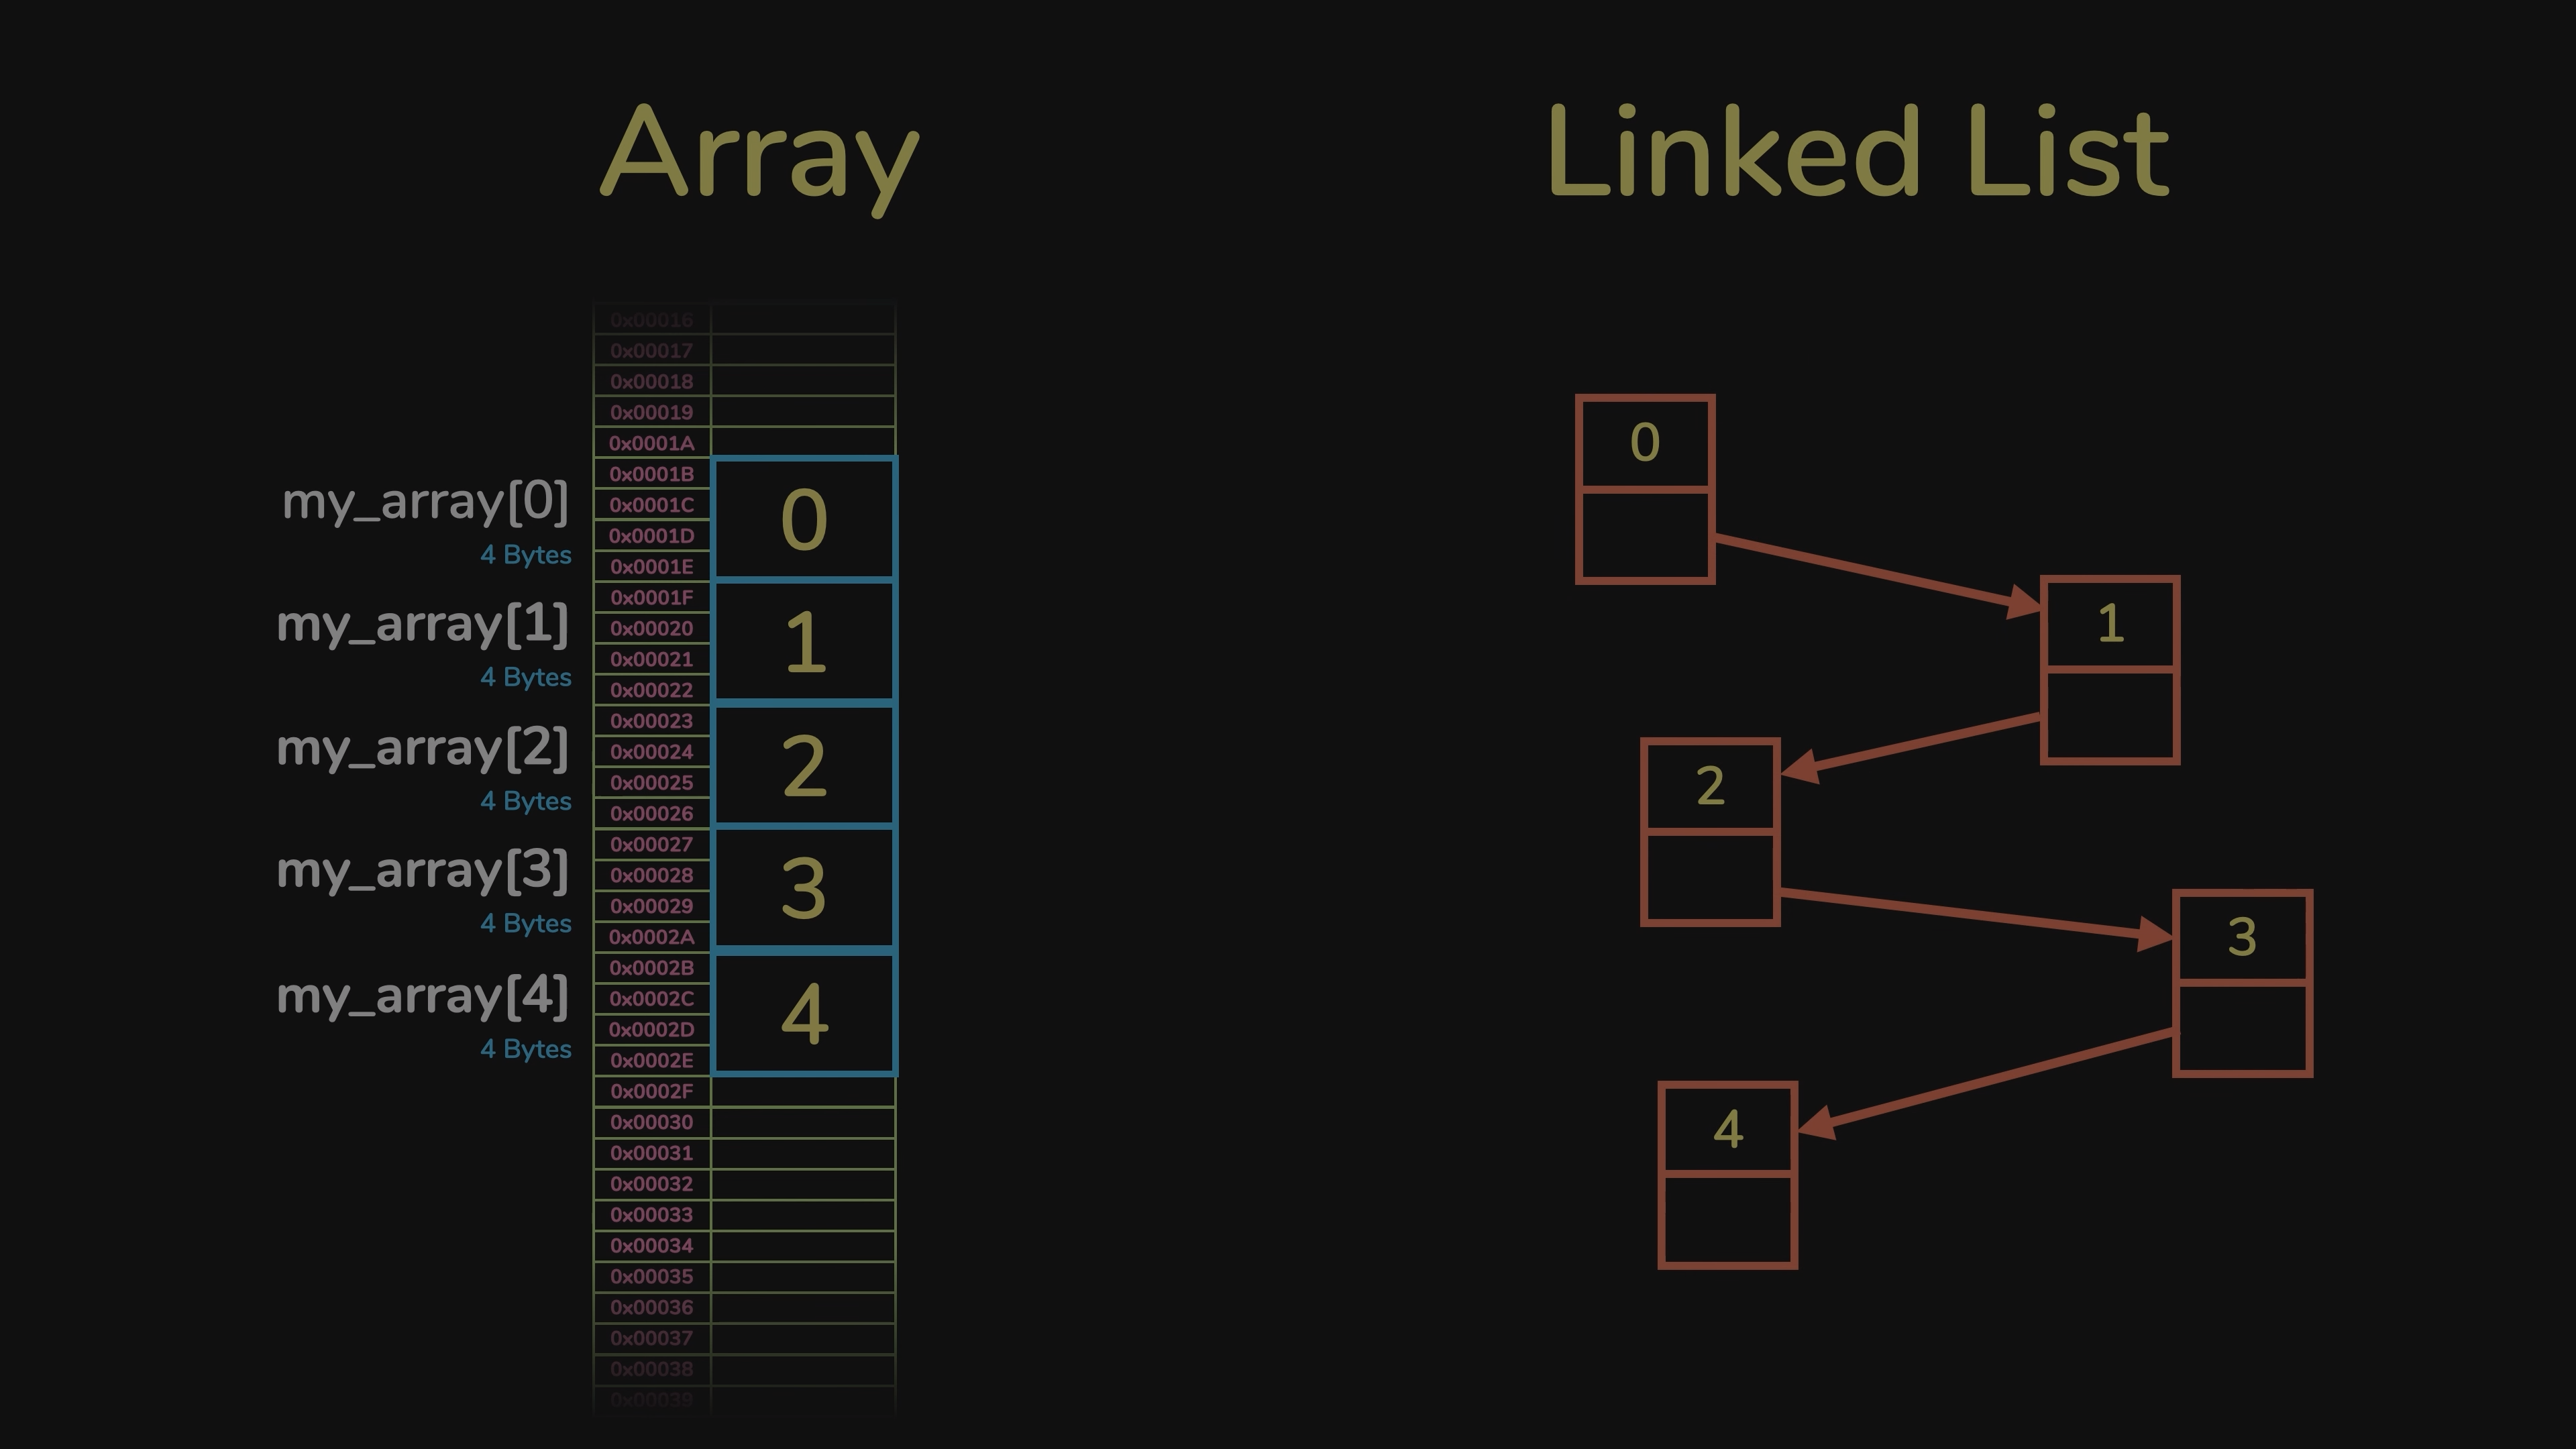 Array
Linked List
0x00016
0x00017
0x00018
0x00019
0x0001A
0x0001B
0x0001C
0x0001D
0x0001E
0x0001F
0x00020
0x00021
0x00022
0x00023
0x00024
0x00025
0x00026
0x00027
0x00028
0x00029
0x0002A
0x0002B
0x0002C
0x0002D
0x0002E
0x0002F
0x00030
0x00031
0x00032
0x00033
0x00034
0x00035
0x00036
0x00037
0x00038
0x00039
my_array[0]
4 Bytes
my_array[1]
4 Bytes
my_array[2]
4 Bytes
my_array[3]
4 Bytes
my_array[4]
4 Bytes
0
1
2
3
4
0
1
2
3
4